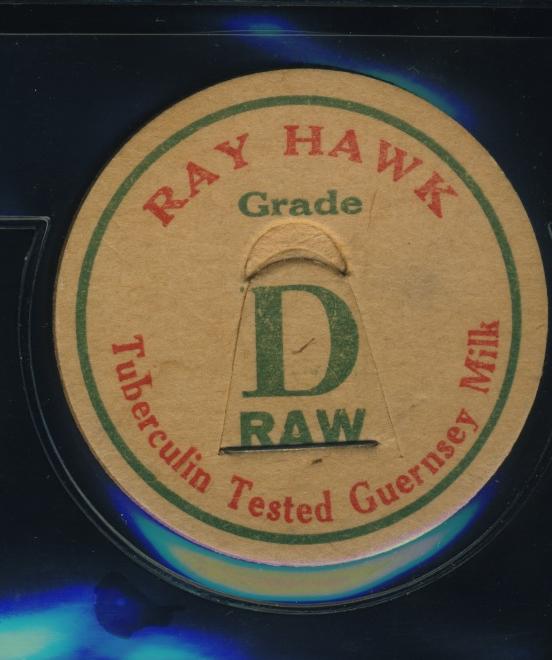 RAY HAWK
Grade
D
RAW
Tuberculin Tested Guernsey Milk